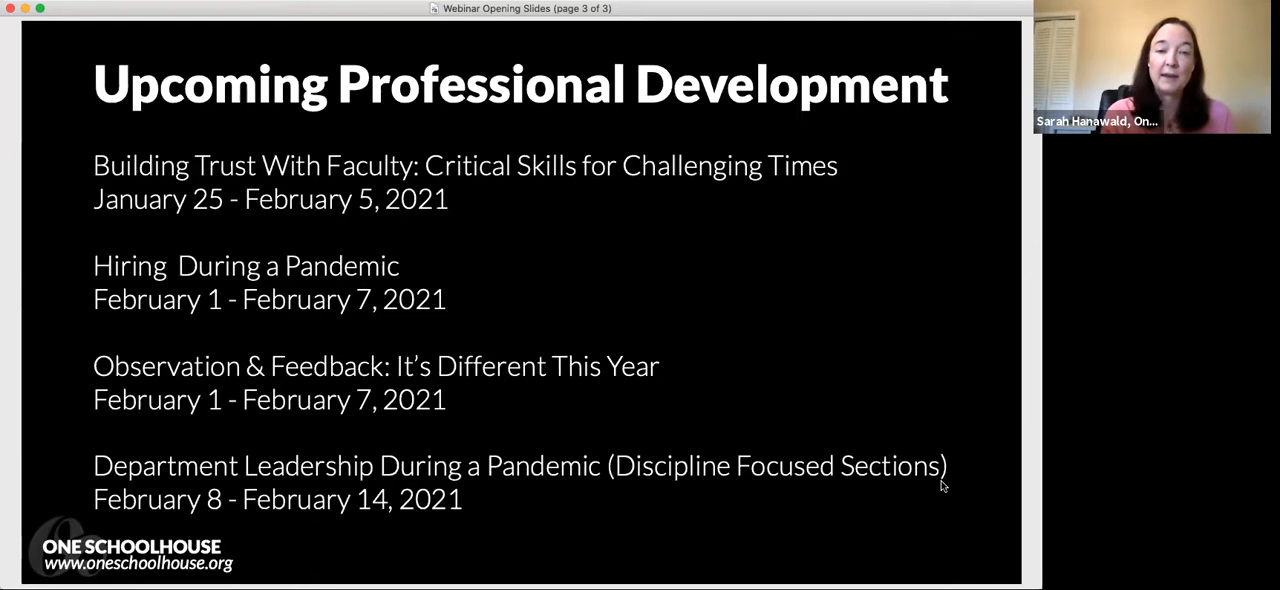 Webinar Opening Slides (page 3 of 3)
Upcoming Professional Development
Sarah Hanawald, On...
Building Trust With Faculty: Critical Skills for Challenging Times
January 25 - February 5, 2021
Hiring  During a Pandemic
February 1 - February 7, 2021
Observation & Feedback: It's Different This Year
February 1 - February 7, 2021
Department Leadership During a Pandemic (Discipline Focused Sections)
February 8 - February 14, 2021
ONE SCHOOLHOUSE
www.oneschoolhouse.org